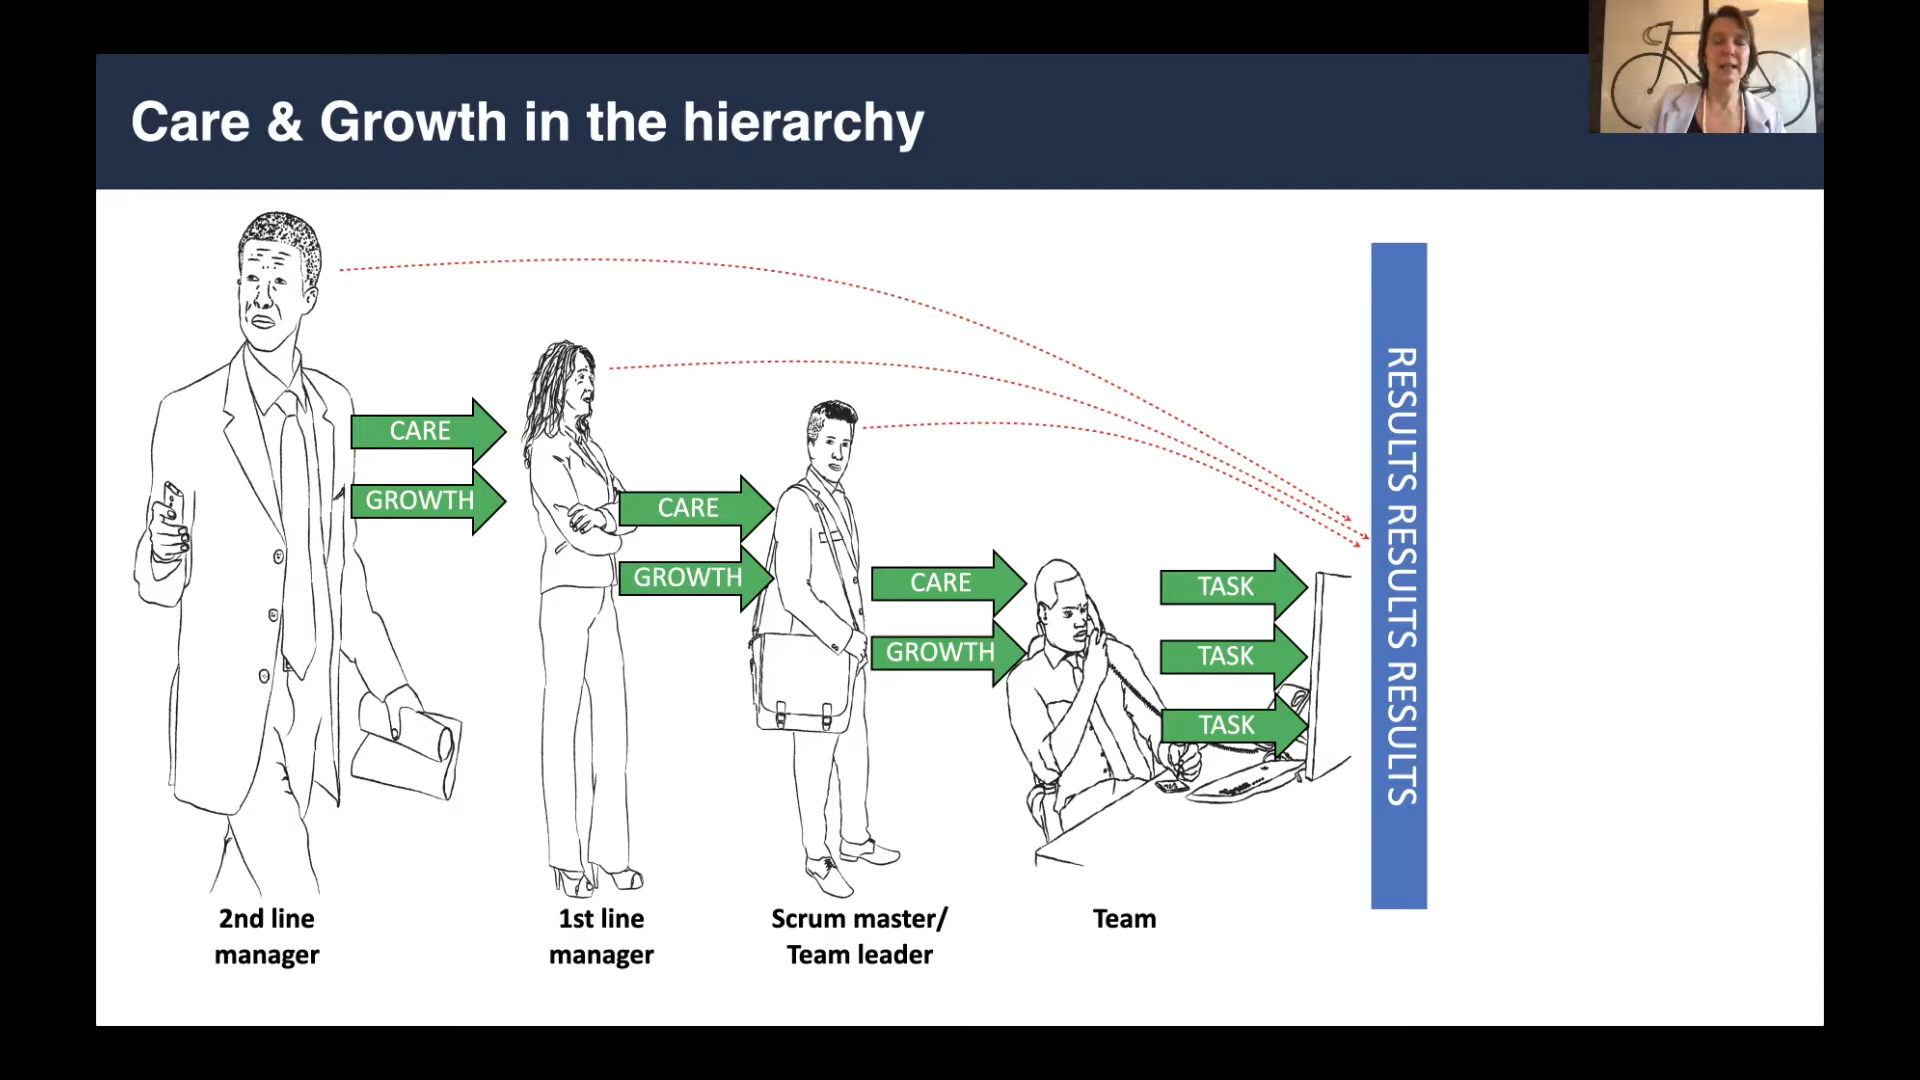 Care & Growth in the hierarchy
CARE
GROWTH
CARE
GROWTH
CARE
GROWTH
TASK
TASK
TASK
RESULTS RESULTS RESULTS
2nd line
manager
1st line
manager
Scrum master/
Team leader
Team